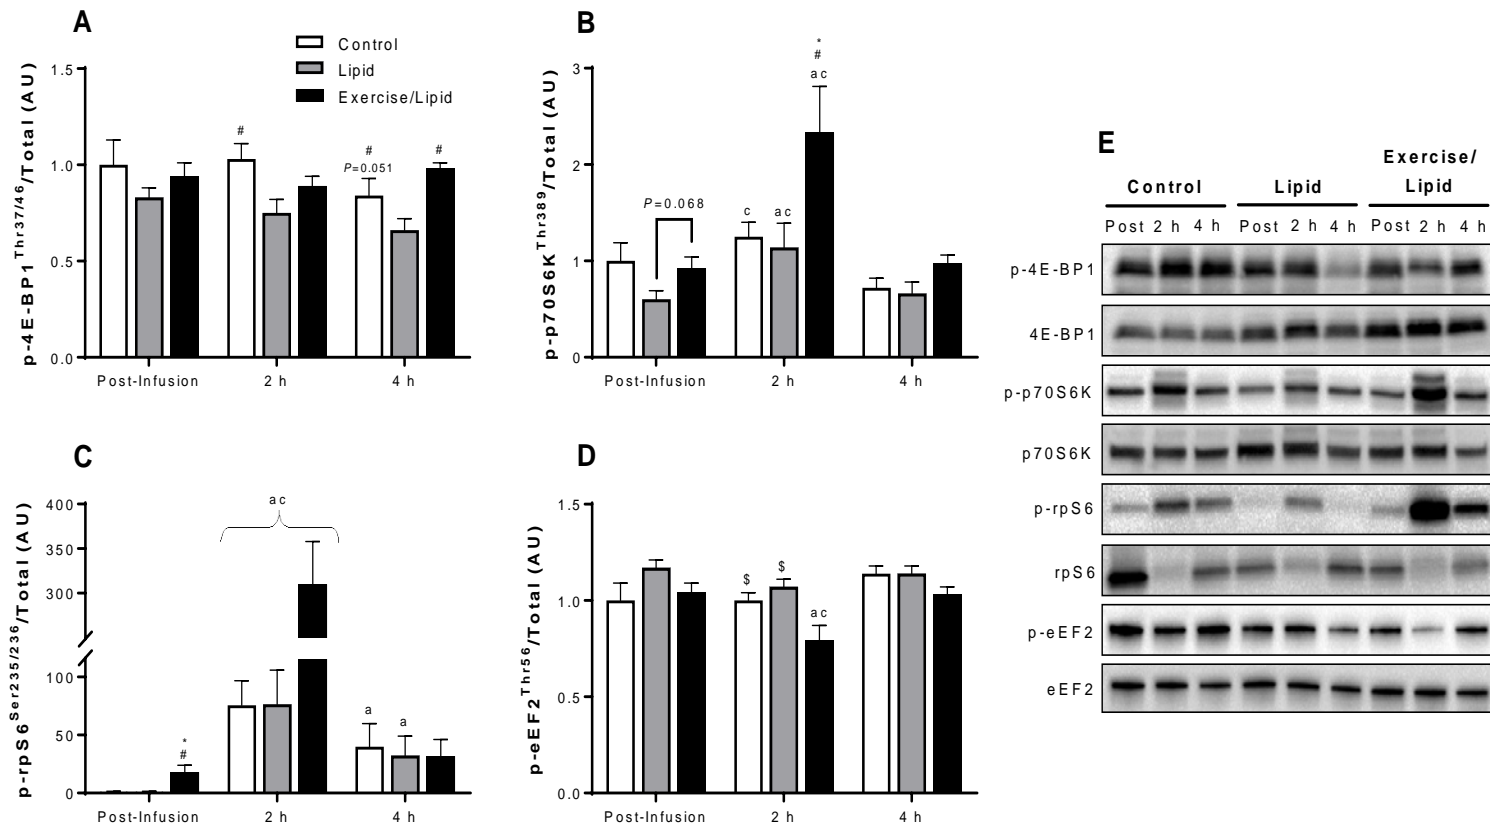 A
Control
Lipid
Exercise/Lipid
p-4E-BP1Thr37/46/Total (AU)
1.5
1.0
0.5
0.0
#
#
P=0.051
#
Post-Infusion 2 h 4 h
B
p-p70S6KThr389/Total (AU)
3
2
1
0
P=0.068
c
ac
*
#
ac
Post-Infusion 2 h 4 h
C
p-rpS6Ser235/236/Total (AU)
400
350
300
100
50
0
*
#
ac
a
a
Post-Infusion 2 h 4 h
D
p-eEF2Thr56/Total (AU)
1.5
1.0
0.5
0.0
$
$
ac
Post-Infusion 2 h 4 h
E
Control Lipid Exercise/
Lipid
Post 2 h 4 h Post 2 h 4 h Post 2 h 4 h
p-4E-BP1
4E-BP1
p-p70S6K
p70S6K
p-rpS6
rpS6
p-eEF2
eEF2